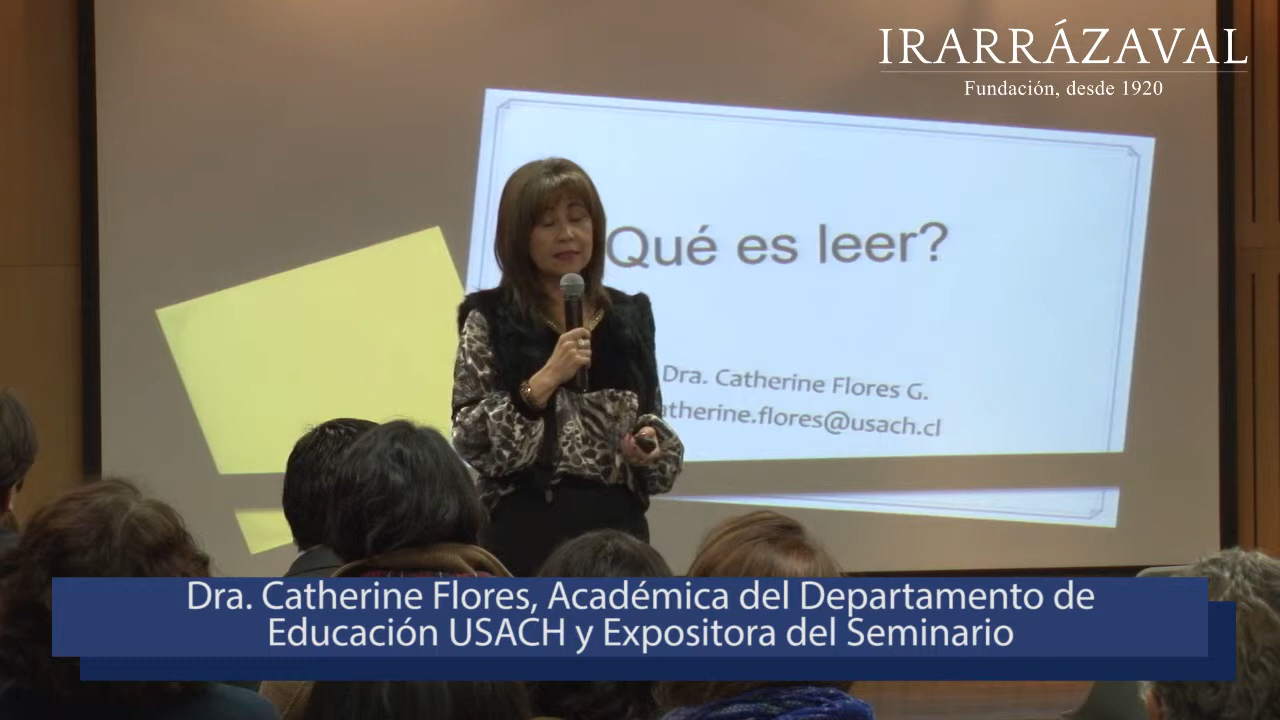 IRARRÁZAVAL
Fundación, desde 1920
Qué es leer?
Dra. Catherine Flores G.
atherine.flores@usach.cl
Dra. Catherine Flores, Académica del Departamento de
Educación USACH y Expositora del Seminario